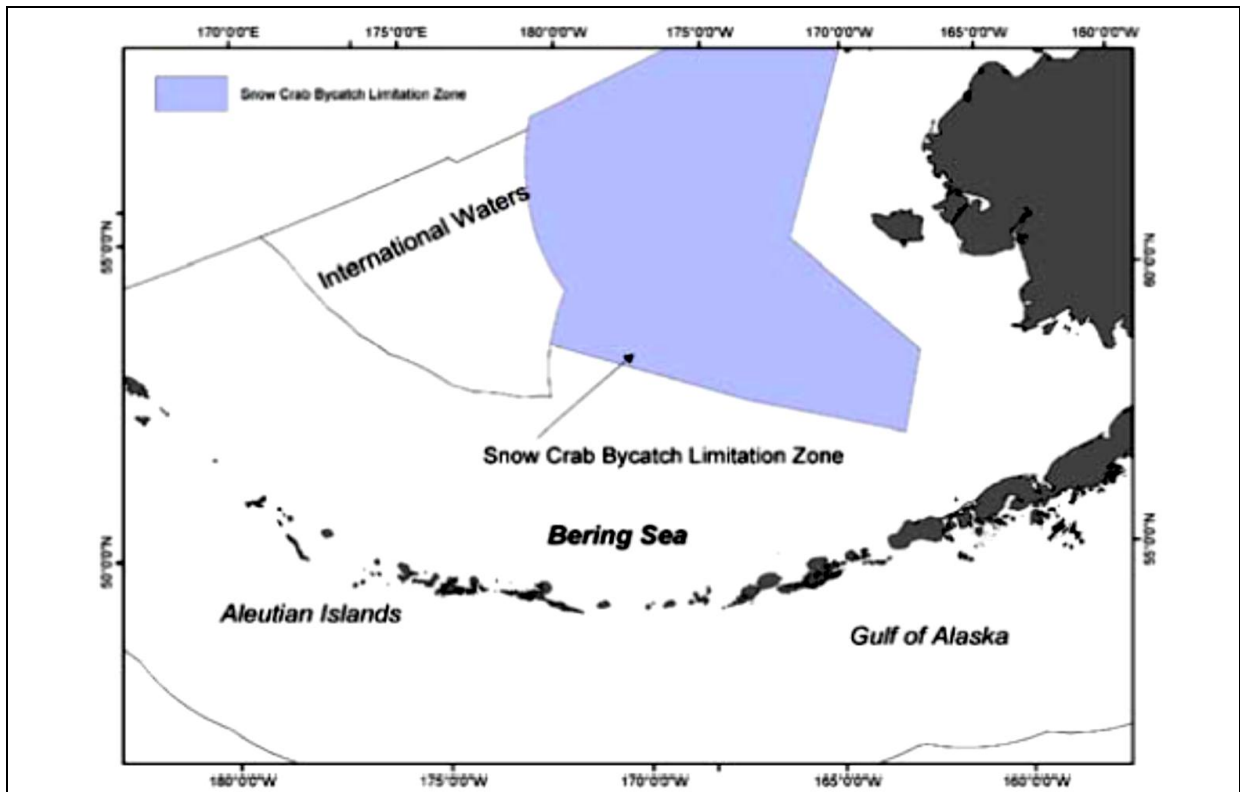 170°0'0"E 175°0'0"E 180°0'0"W 175°0'0"W 170°0'0"W 165°0'0"W 160°0'0"W
Snow Crab Bycatch Limitation Zone
International Waters
55°0'0"N
60°0'0"N
Snow Crab Bycatch Limitation Zone
Bering Sea
50°0'0"N
55°0'0"N
Aleutian Islands
Gulf of Alaska
180°0'0"W 175°0'0"W 170°0'0"W 165°0'0"W 160°0'0"W